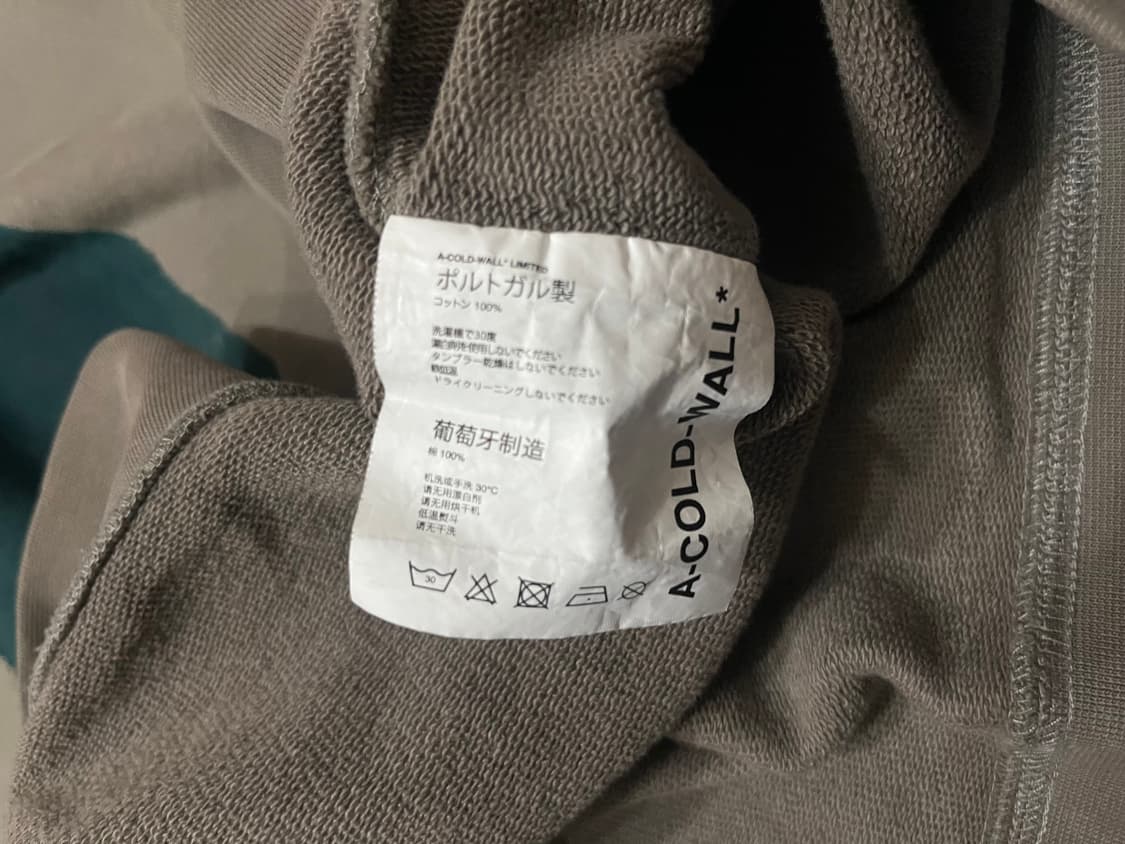 A-COLD-WALL* LIMITED
ポルトガル製
コットン 100%
洗濯機で30度
漂白剤を使用しないでください
タンブラー乾燥はしないでください
鉄低温
ドライクリーニングしないでください
葡萄牙制造
棉 100%
机洗或手洗 30°C
请无用漂白剂
请无用烘干机
低温熨斗
请无干洗
30
A-COLD-WALL*